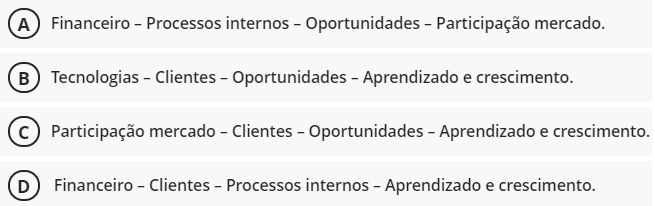 A Financeiro – Processos internos – Oportunidades – Participação mercado.
B Tecnologias – Clientes – Oportunidades – Aprendizado e crescimento.
C Participação mercado – Clientes – Oportunidades – Aprendizado e crescimento.
D Financeiro – Clientes – Processos internos – Aprendizado e crescimento.